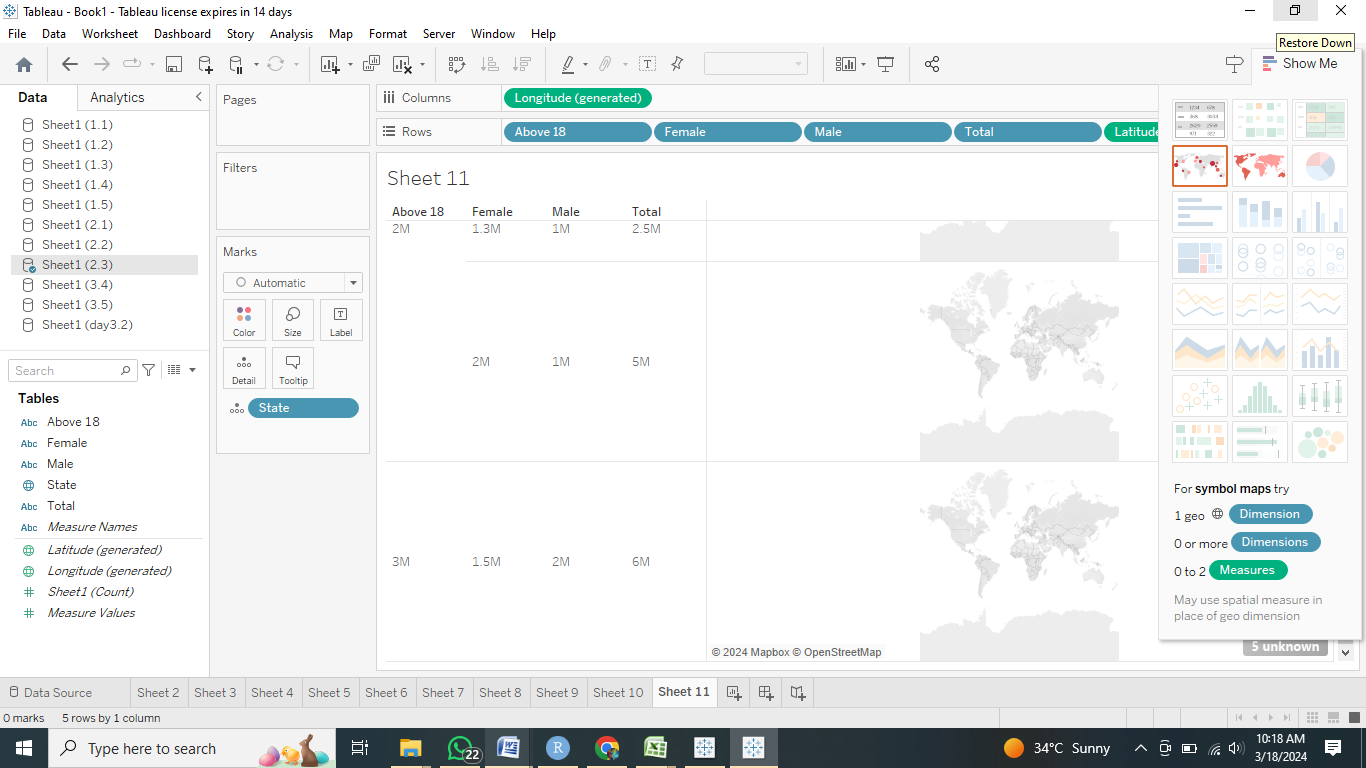 Tableau - Book1 - Tableau license expires in 14 days
File Data Worksheet Dashboard Story Analysis Map Format Server Window Help
Restore Down
Show Me
Data Analytics
Sheet1 (1.1)
Sheet1 (1.2)
Sheet1 (1.3)
Sheet1 (1.4)
Sheet1 (1.5)
Sheet1 (2.1)
Sheet1 (2.2)
Sheet1 (2.3)
Sheet1 (3.4)
Sheet1 (3.5)
Sheet1 (day3.2)
Search
Tables
Abc Above 18
Abc Female
Abc Male
State
Abc Total
Abc Measure Names
Latitude (generated)
Longitude (generated)
# Sheet1 (Count)
# Measure Values
Pages
Filters
Marks
Automatic
Color Size Label
Detail Tooltip
State
Columns Longitude (generated)
Rows Above 18 Female Male Total Latitude
Sheet 11
Above 18 Female Male Total
2M 1.3M 1M 2.5M
2M 1M 5M
3M 1.5M 2M 6M
© 2024 Mapbox © OpenStreetMap
5 unknown
For symbol maps try
1 geo Dimension
0 or more Dimensions
0 to 2 Measures
May use spatial measure in
place of geo dimension
Data Source Sheet 2 Sheet 3 Sheet 4 Sheet 5 Sheet 6 Sheet 7 Sheet 8 Sheet 9 Sheet 10 Sheet 11
0 marks 5 rows by 1 column
Type here to search
22
34°C Sunny
10:18 AM
3/18/2024